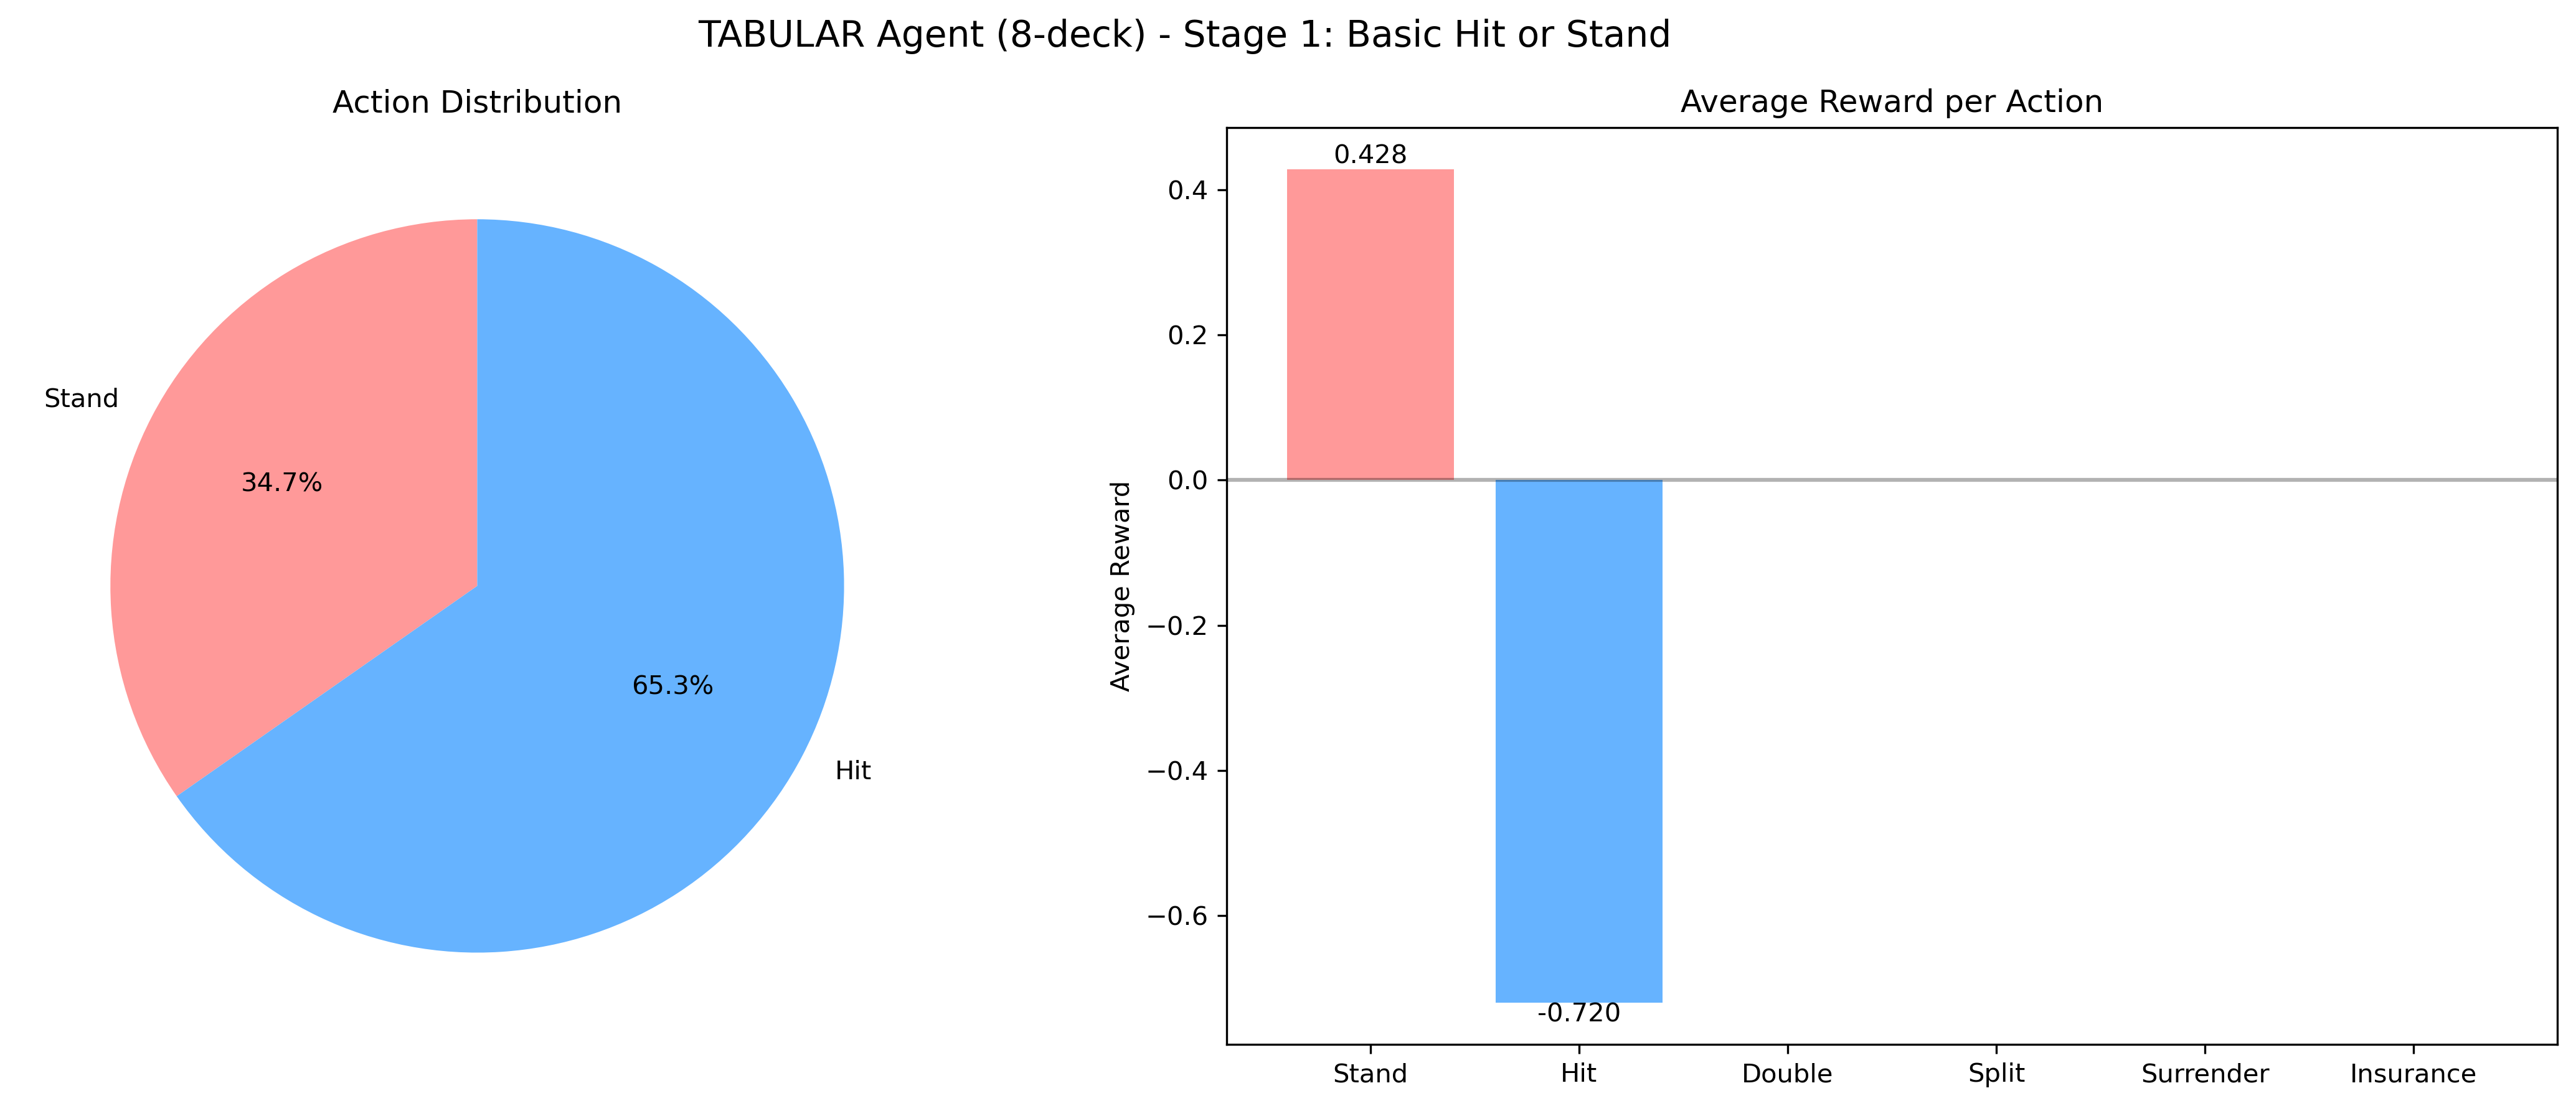 TABULAR Agent (8-deck) - Stage 1: Basic Hit or Stand
Action Distribution
Stand
34.7%
65.3%
Hit
Average Reward per Action
Average Reward
0.4
0.2
0.0
−0.2
−0.4
−0.6
0.428
-0.720
Stand
Hit
Double
Split
Surrender
Insurance